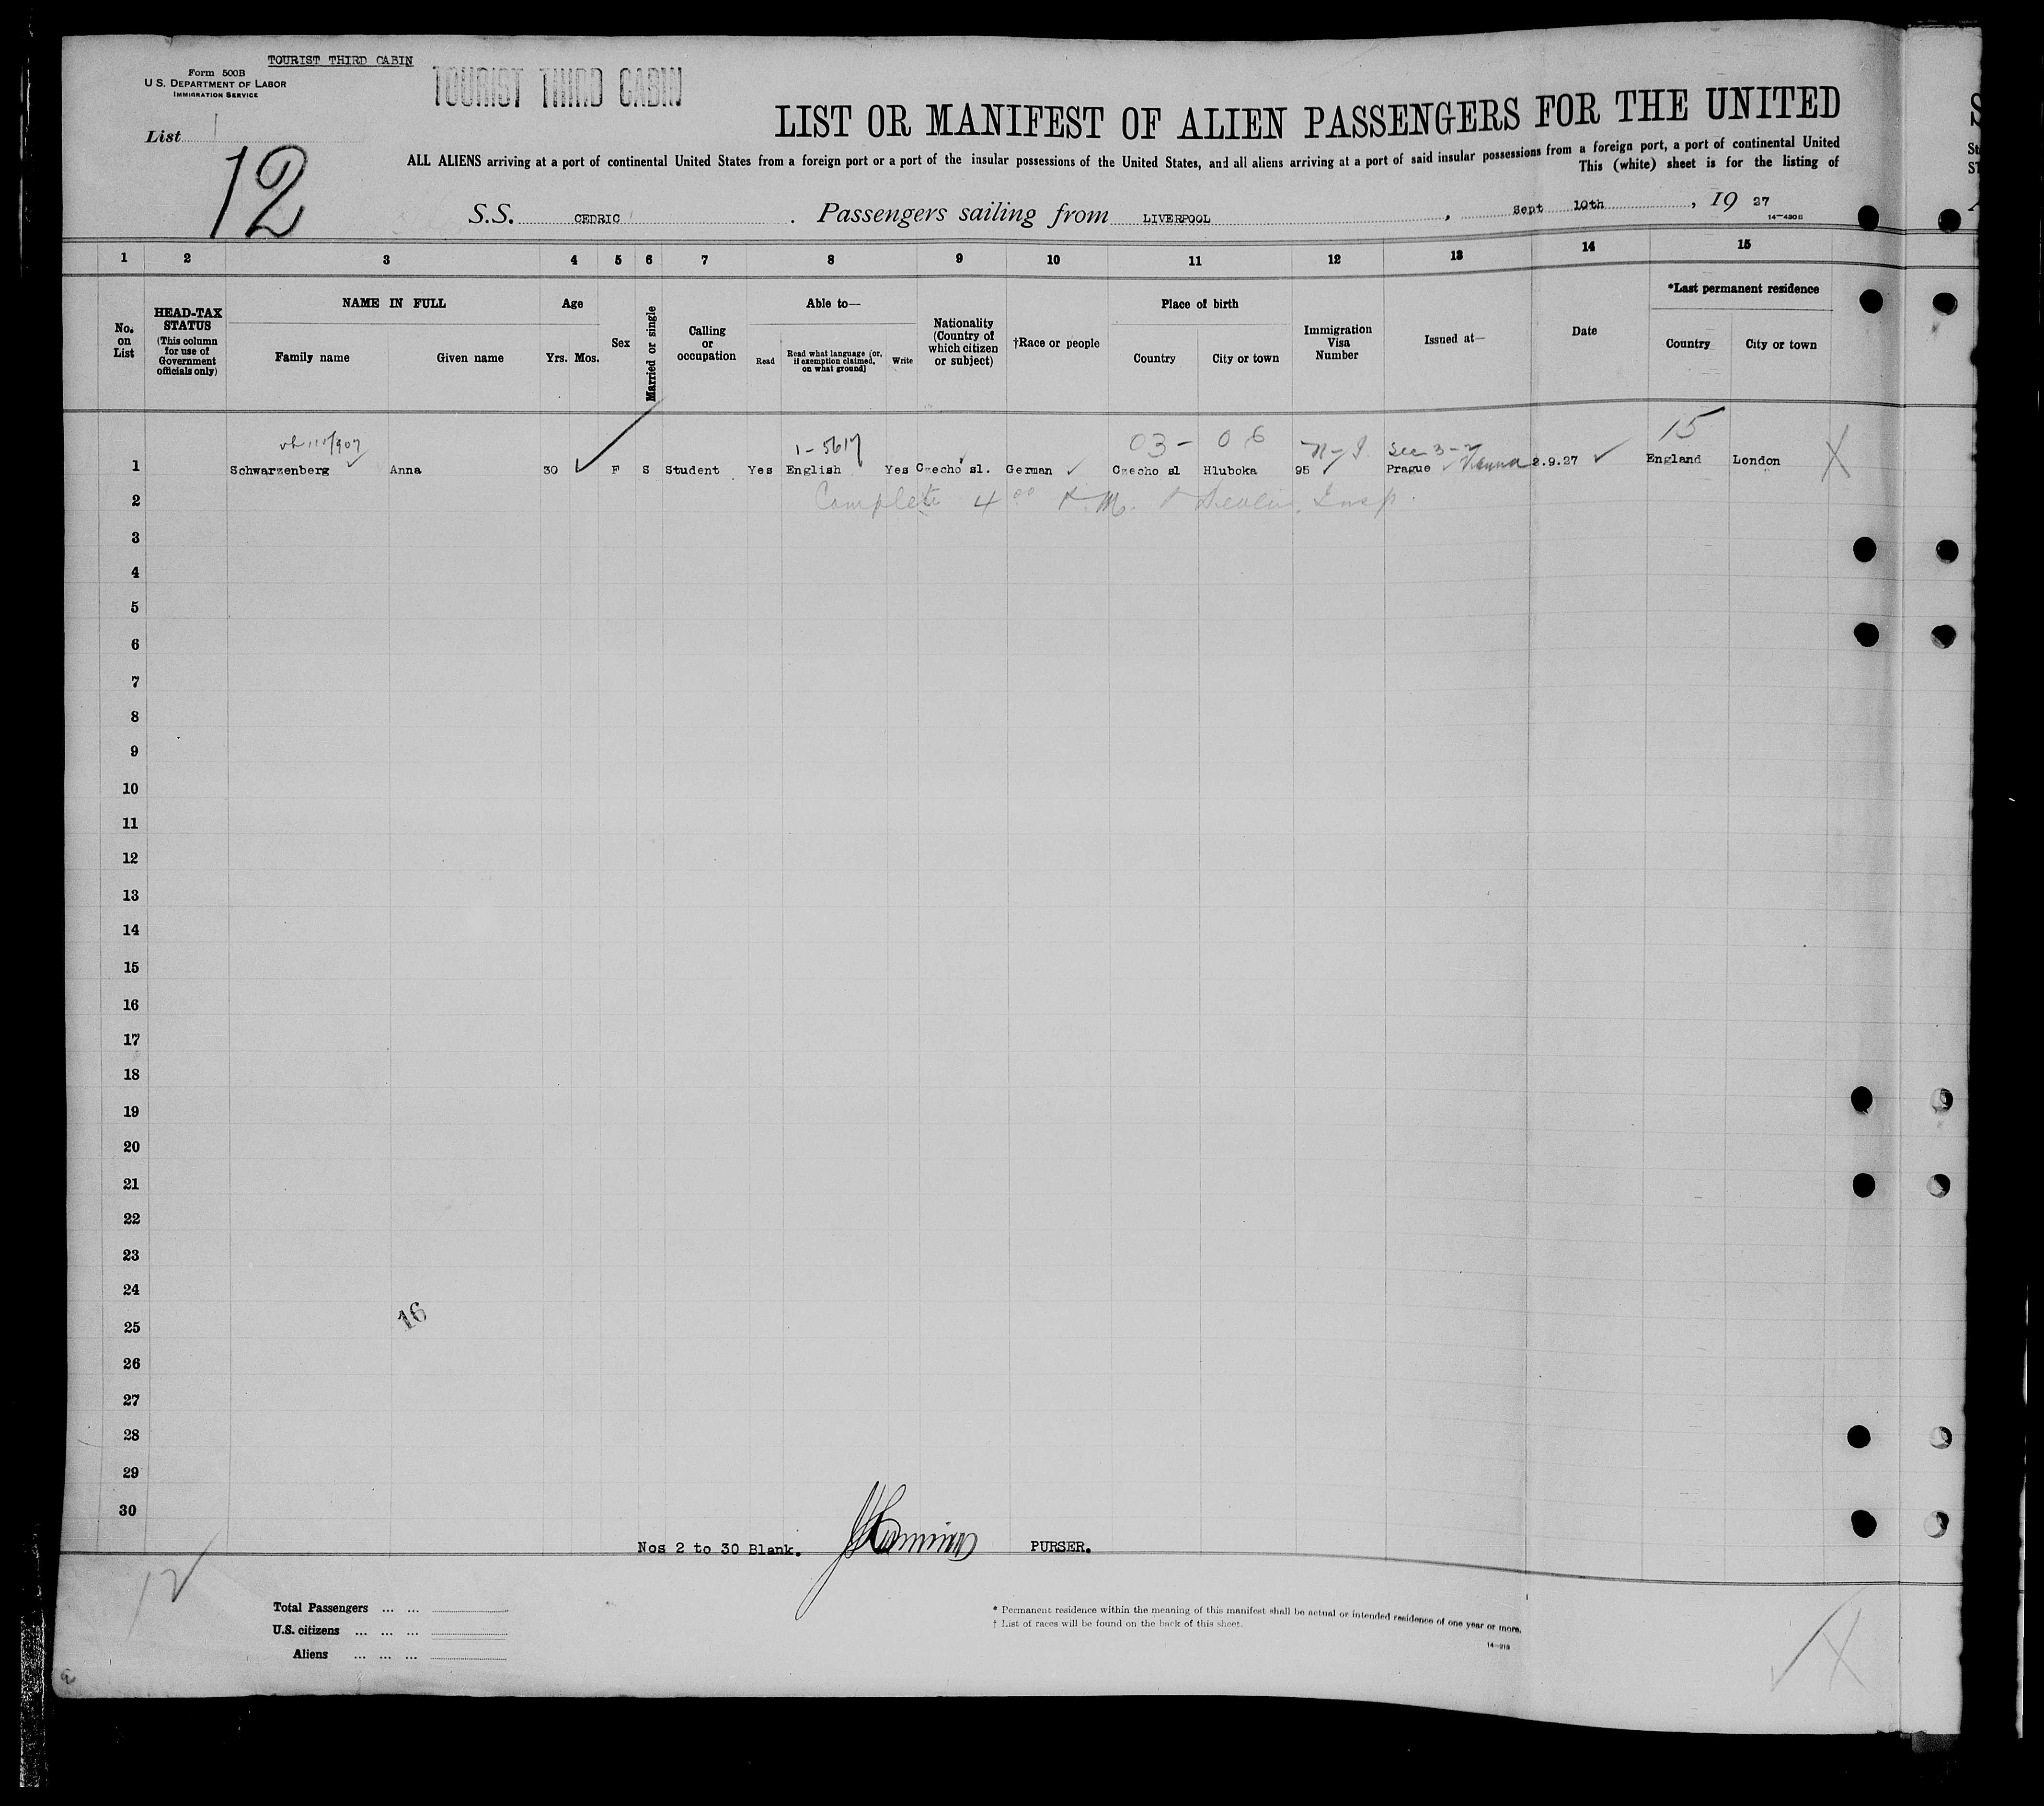 TOURIST THIRD CABIN
Form 500B
U. S. DEPARTMENT OF LABOR
IMMIGRATION SERVICE
TOURIST THIRD CABIN
List 1
12
LIST OR MANIFEST OF ALIEN PASSENGERS FOR THE UNITED
ALL ALIENS arriving at a port of continental United States from a foreign port or a port of the insular possessions of the United States, and all aliens arriving at a port of said insular possessions from a foreign port, a port of continental United
This (white) sheet is for the listing of
S.S. CEDRIC . Passengers sailing from LIVERPOOL , Sept 10th , 19 27
14-430B
1 2 3 4 5 6 7 8 9 10 11 12 13 14 15
No. on List
HEAD-TAX STATUS (This column for use of Government officials only)
NAME IN FULL
Family name Given name
Age
Yrs. Mos.
Sex
Married or single
Calling or occupation
Able to—
Read Read what language (or, if exemption claimed, on what ground) Write
Nationality (Country of which citizen or subject)
†Race or people
Place of birth
Country City or town
Immigration Visa Number
Issued at—
Date
*Last permanent residence
Country City or town
1-5617 03- 06 See 3-2 15
1 Schwarzenberg Anna 30 F S Student Yes English Yes Czecho sl. German Czecho sl Hluboka 95 Prague Vienna 2.9.27 England London X
2 Complete 4 00 Insp.
3
4
5
6
7
8
9
10
11
12
13
14
15
16
17
18
19
20
21
22
23
24
16
25
26
27
28
29
30
Nos 2 to 30 Blank. PURSER.
12
Total Passengers ... ...
U.S. citizens ... ... ...
Aliens ... ... ...
* Permanent residence within the meaning of this manifest shall be actual or intended residence of one year or more.
† List of races will be found on the back of this sheet.
14-218